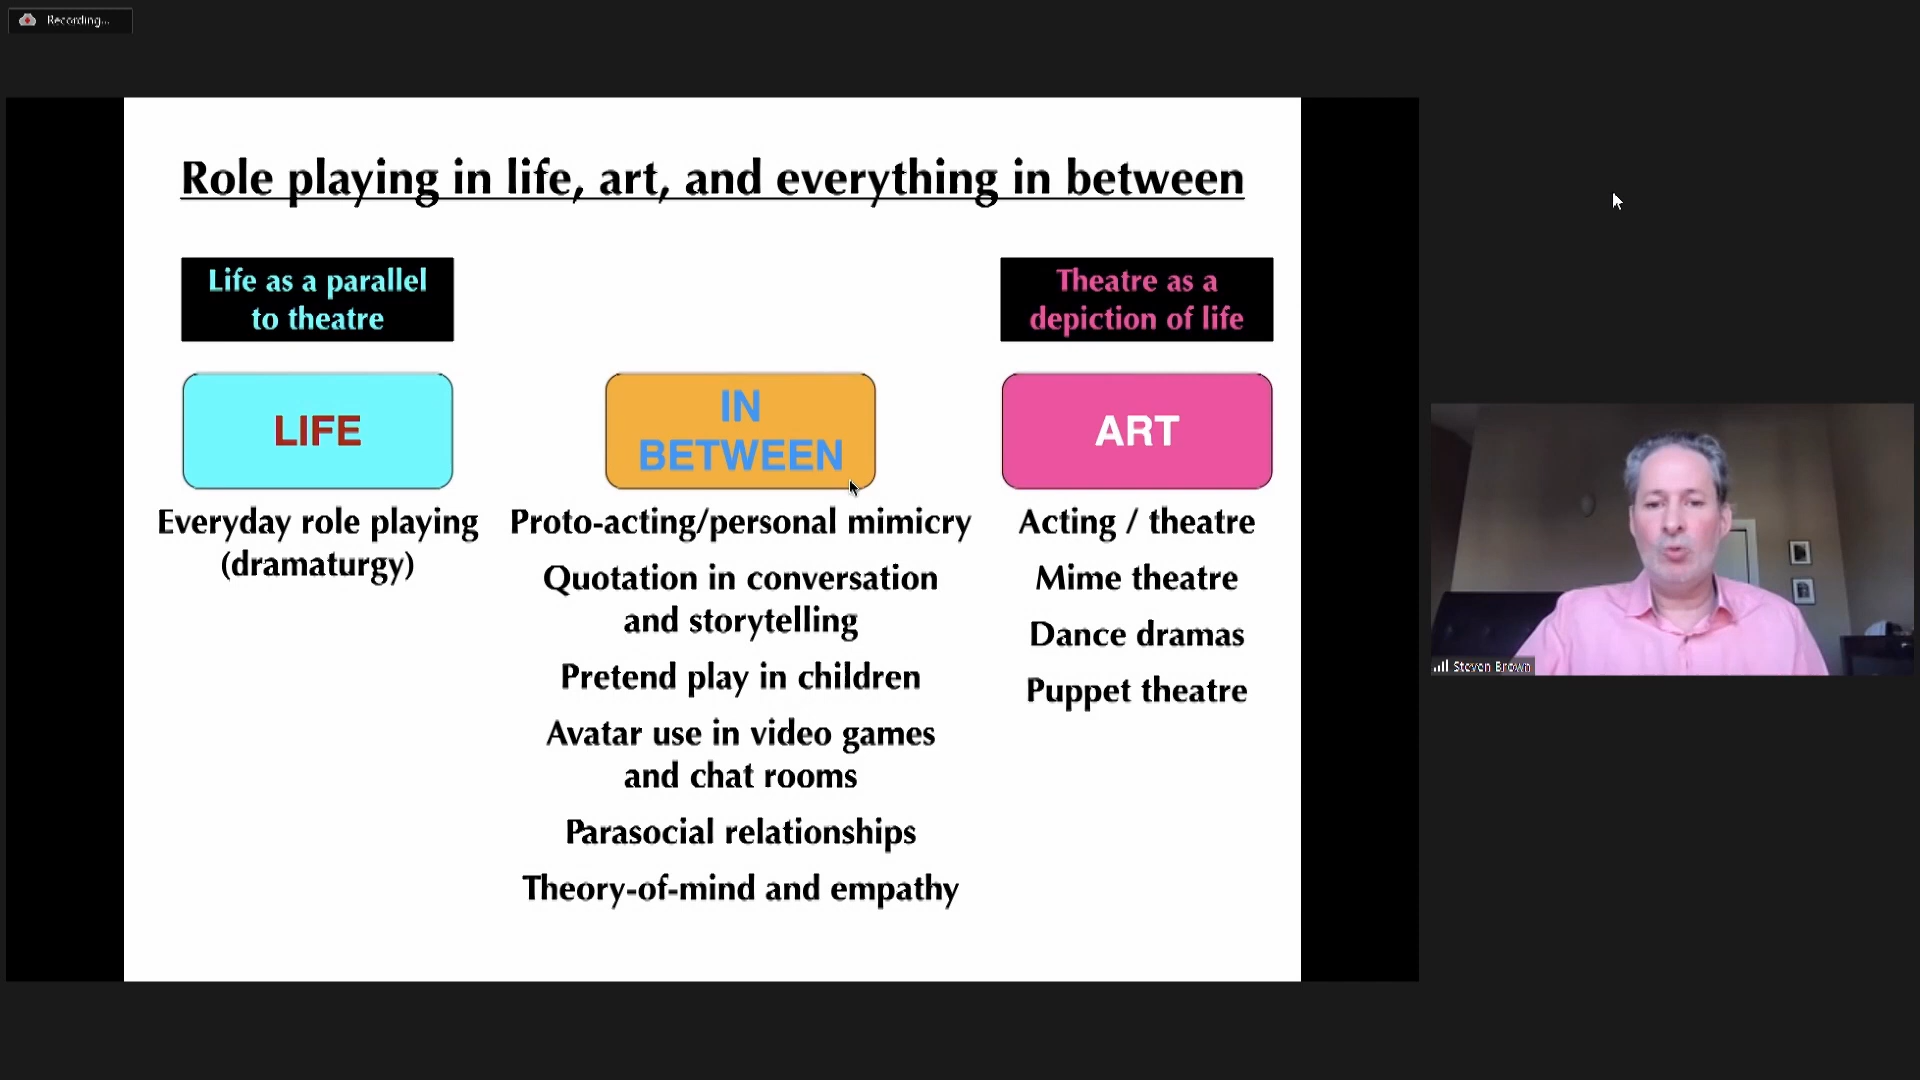 Recording...
Role playing in life, art, and everything in between
Life as a parallel
to theatre
Theatre as a
depiction of life
LIFE
IN
BETWEEN
ART
Everyday role playing
(dramaturgy)
Proto-acting/personal mimicry
Quotation in conversation
and storytelling
Pretend play in children
Avatar use in video games
and chat rooms
Parasocial relationships
Theory-of-mind and empathy
Acting / theatre
Mime theatre
Dance dramas
Puppet theatre
Steven Brown